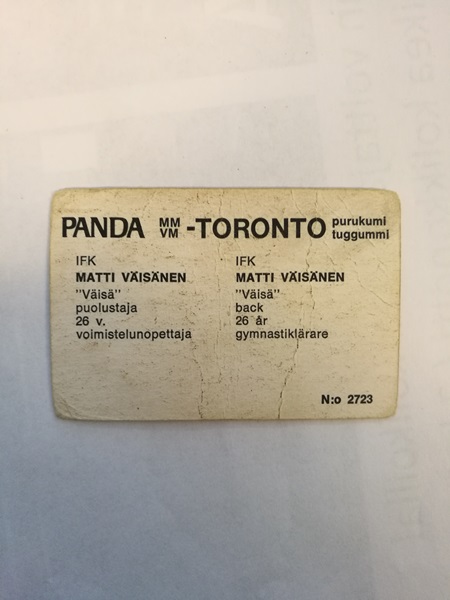 PANDA MM VM -TORONTO purukumi tuggummi
IFK
MATTI VÄISÄNEN
"Väisä"
puolustaja
26 v.
voimistelunopettaja
IFK
MATTI VÄISÄNEN
"Väisä"
back
26 år
gymnastiklärare
N:o 2723